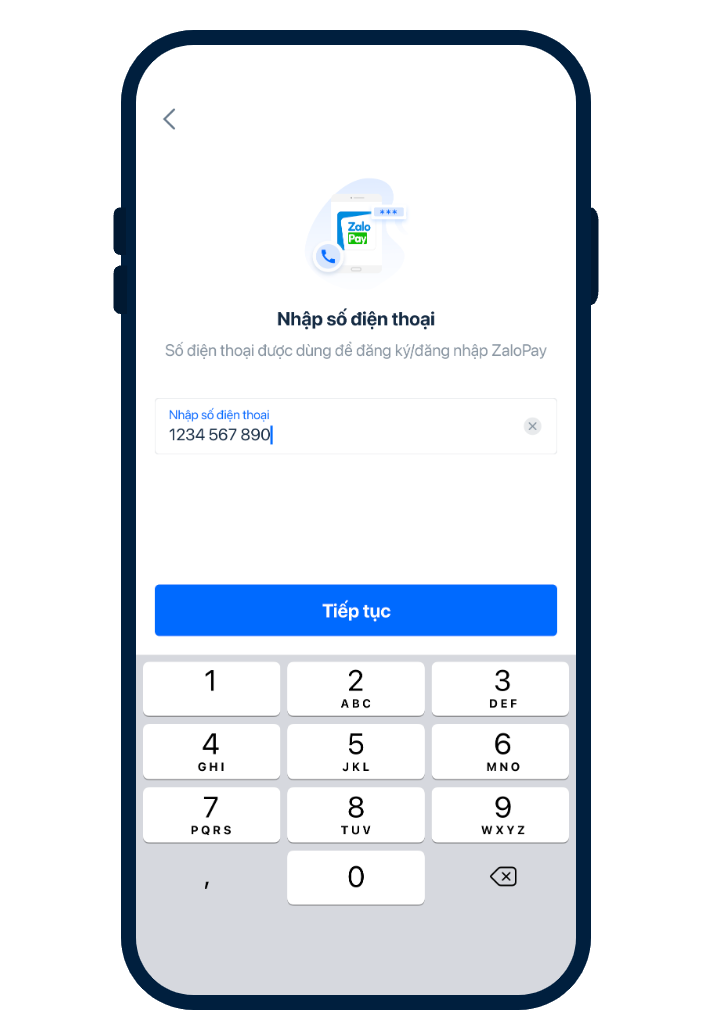 ***
Zalo
Pay
Nhập số điện thoại
Số điện thoại được dùng để đăng ký/đăng nhập ZaloPay
Nhập số điện thoại
1234 567 890
Tiếp tục
1 2 3
ABC DEF
4 5 6
GHI JKL MNO
7 8 9
PQRS TUV WXYZ
, 0